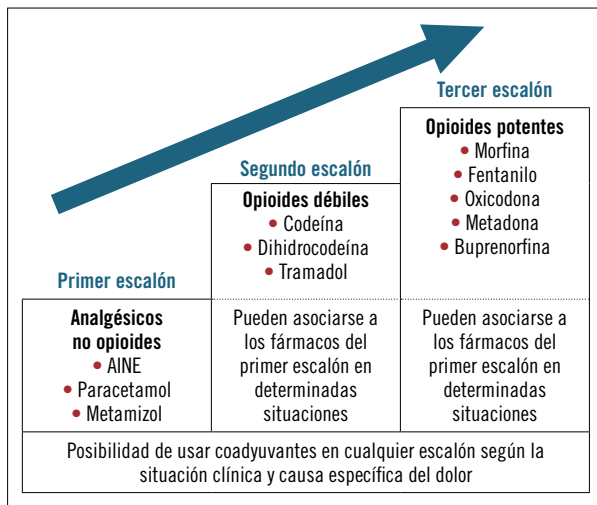 Tercer escalón
Opioides potentes
• Morfina
• Fentanilo
• Oxicodona
• Metadona
• Buprenorfina
Segundo escalón
Opioides débiles
• Codeína
• Dihidrocodeína
• Tramadol
Primer escalón
Analgésicos
no opioides
• AINE
• Paracetamol
• Metamizol
Pueden asociarse a
los fármacos del
primer escalón en
determinadas
situaciones
Pueden asociarse a
los fármacos del
primer escalón en
determinadas
situaciones
Posibilidad de usar coadyuvantes en cualquier escalón según la
situación clínica y causa específica del dolor